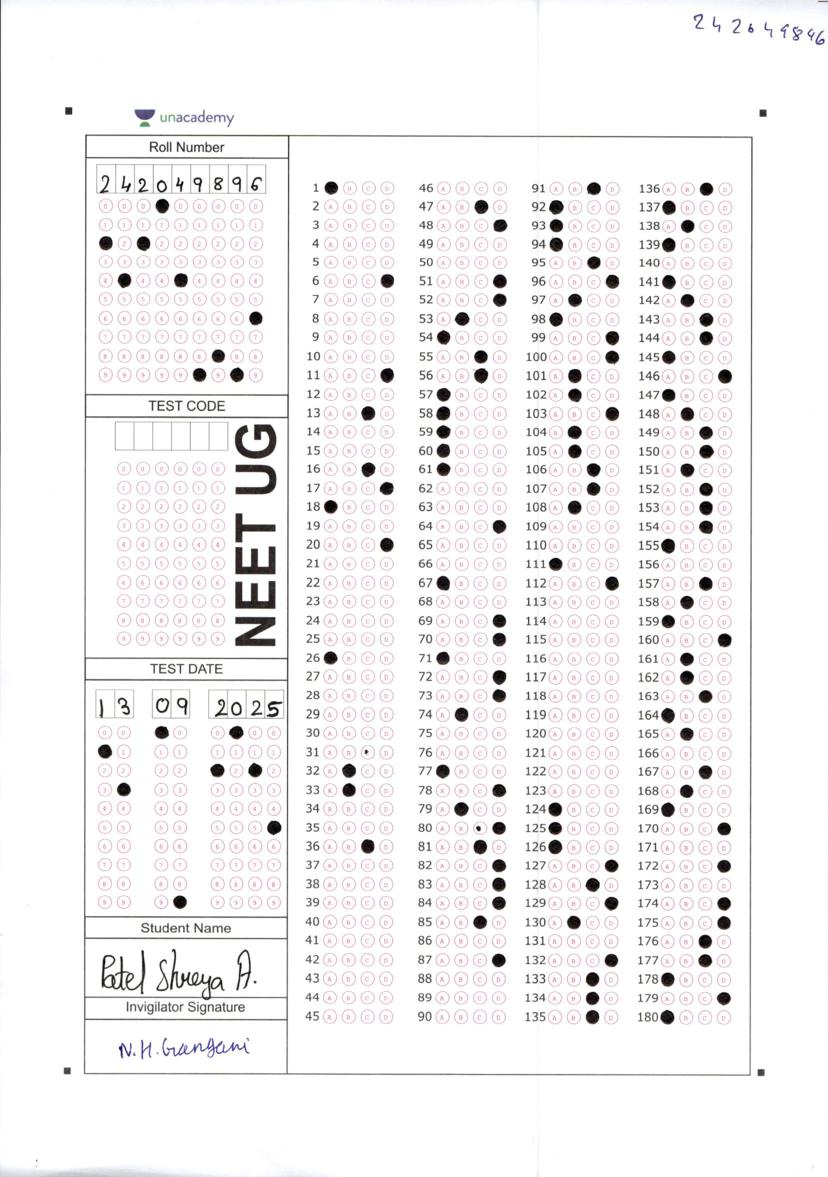 242649896
unacademy
Roll Number
242049896
TEST CODE
NEET UG
TEST DATE
13 09 2025
Student Name
Patel Shreya A.
Invigilator Signature
N.H.Gangani
1 46 91 136
2 47 92 137
3 48 93 138
4 49 94 139
5 50 95 140
6 51 96 141
7 52 97 142
8 53 98 143
9 54 99 144
10 55 100 145
11 56 101 146
12 57 102 147
13 58 103 148
14 59 104 149
15 60 105 150
16 61 106 151
17 62 107 152
18 63 108 153
19 64 109 154
20 65 110 155
21 66 111 156
22 67 112 157
23 68 113 158
24 69 114 159
25 70 115 160
26 71 116 161
27 72 117 162
28 73 118 163
29 74 119 164
30 75 120 165
31 76 121 166
32 77 122 167
33 78 123 168
34 79 124 169
35 80 125 170
36 81 126 171
37 82 127 172
38 83 128 173
39 84 129 174
40 85 130 175
41 86 131 176
42 87 132 177
43 88 133 178
44 89 134 179
45 90 135 180